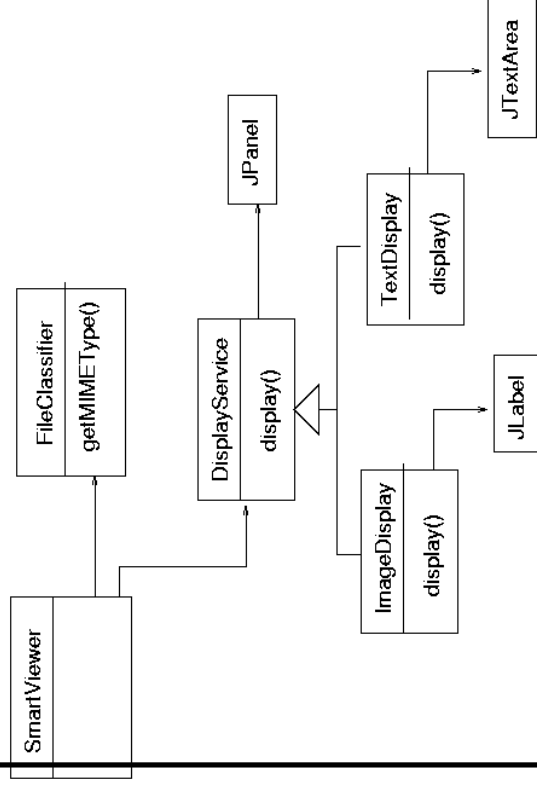 SmartViewer
FileClassifier
getMIMEType()
DisplayService
display()
JPanel
ImageDisplay
display()
TextDisplay
display()
JLabel
JTextArea